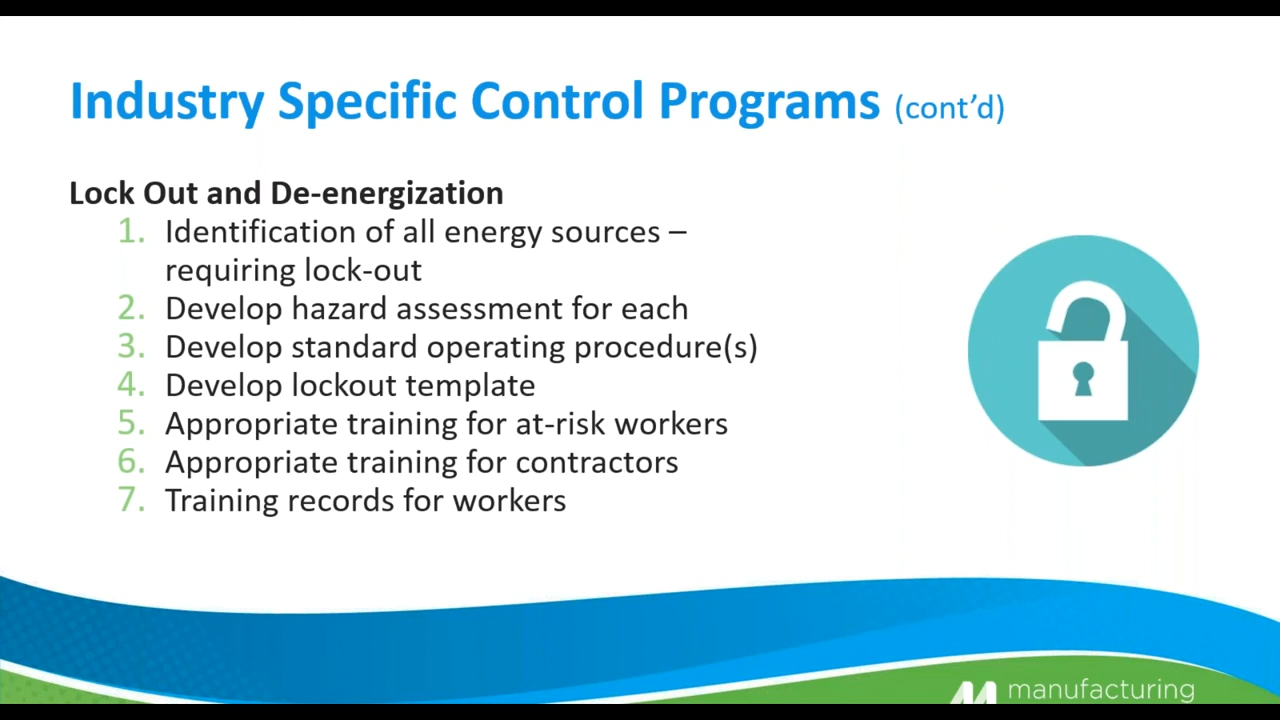 Industry Specific Control Programs (cont’d)
Lock Out and De-energization
1. Identification of all energy sources –
requiring lock-out
2. Develop hazard assessment for each
3. Develop standard operating procedure(s)
4. Develop lockout template
5. Appropriate training for at-risk workers
6. Appropriate training for contractors
7. Training records for workers
manufacturing